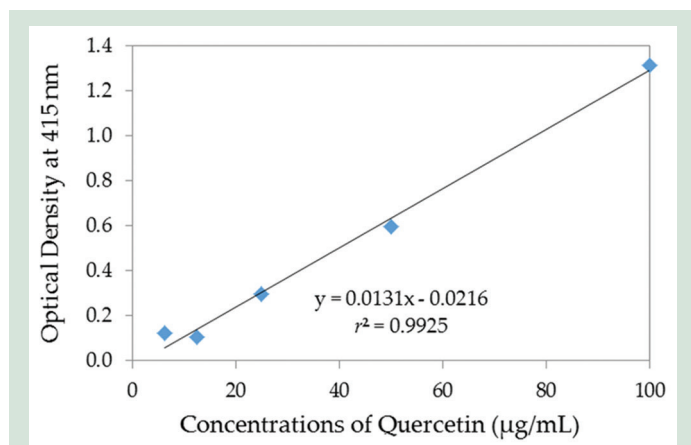 1.4
1.2
1.0
0.8
0.6
0.4
0.2
0.0
Optical Density at 415 nm
y = 0.0131x - 0.0216
r² = 0.9925
0 20 40 60 80 100
Concentrations of Quercetin (µg/mL)